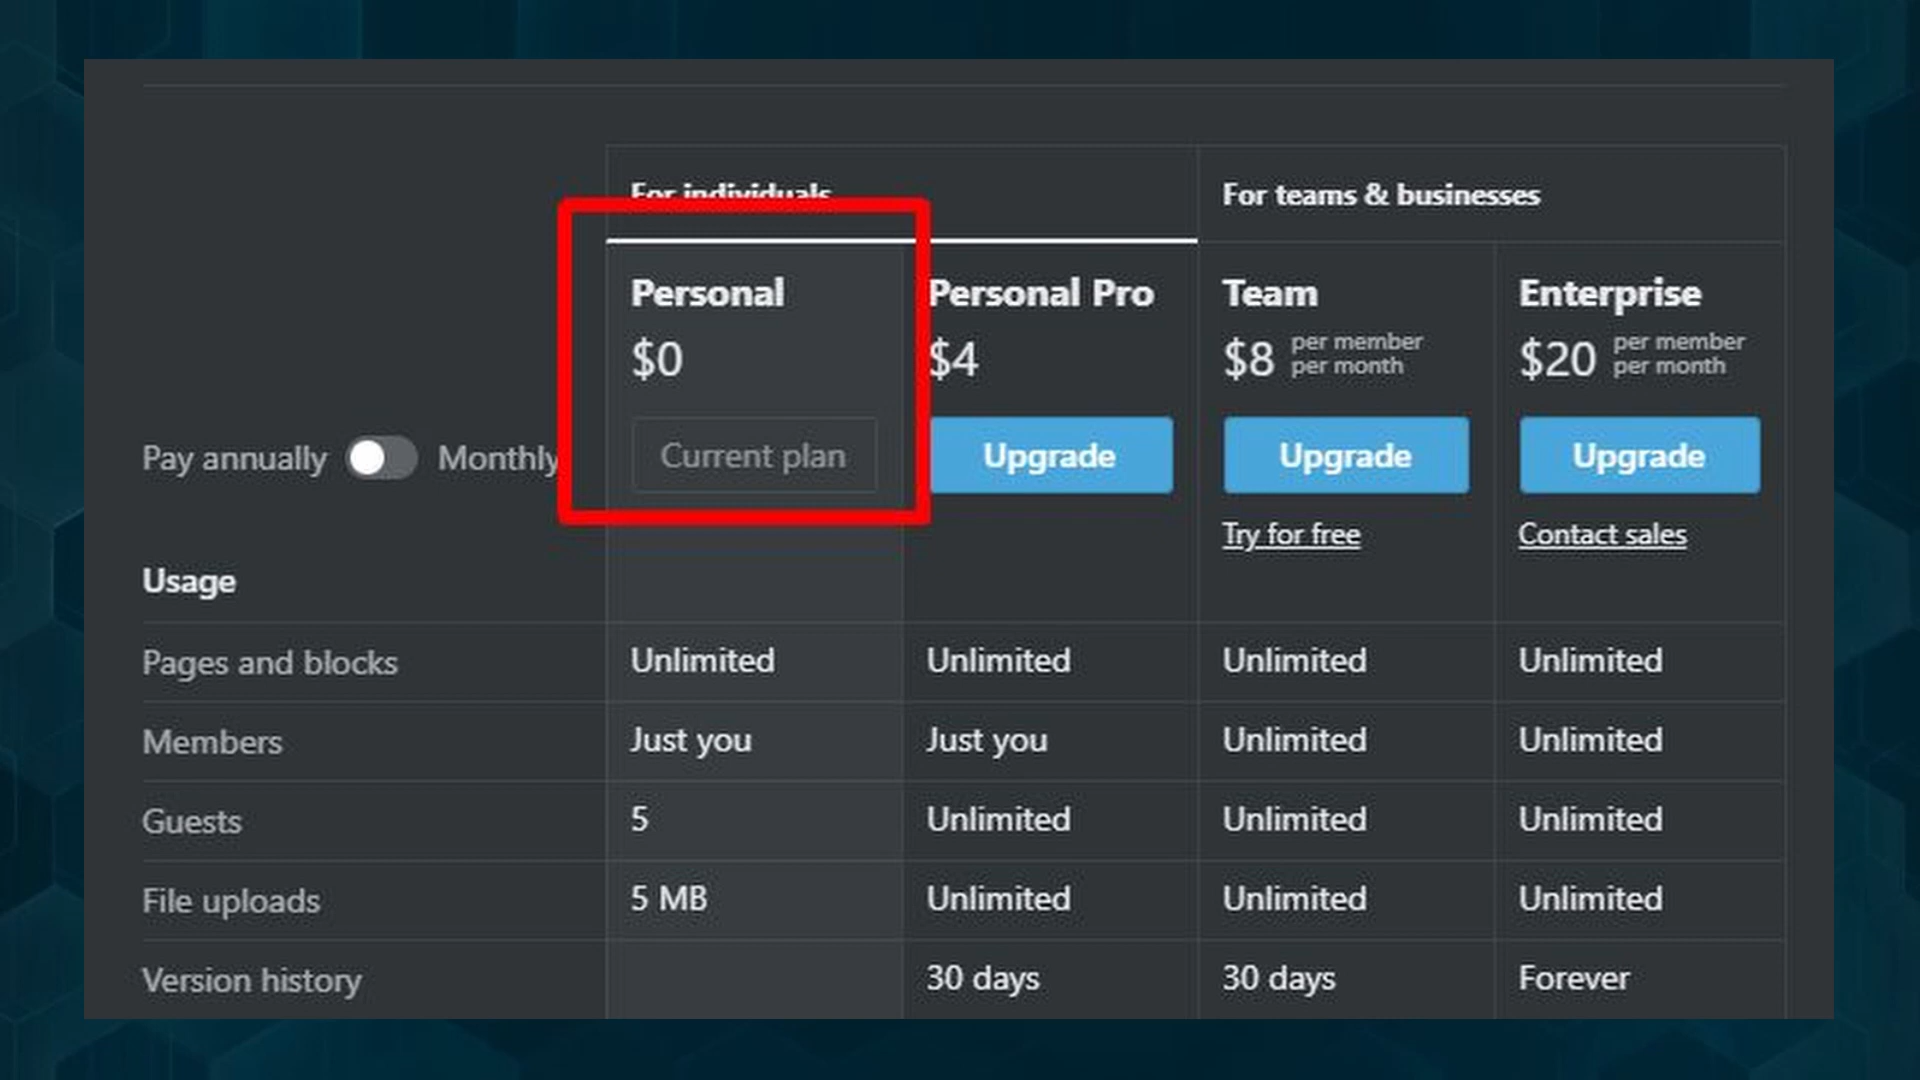 For individuals
For teams & businesses
Personal
Personal Pro
Team
Enterprise
$0
$4
$8 per member per month
$20 per member per month
Pay annually
Monthly
Current plan
Upgrade
Upgrade
Upgrade
Try for free
Contact sales
Usage
Pages and blocks Unlimited Unlimited Unlimited Unlimited
Members Just you Just you Unlimited Unlimited
Guests 5 Unlimited Unlimited Unlimited
File uploads 5 MB Unlimited Unlimited Unlimited
Version history 30 days 30 days Forever